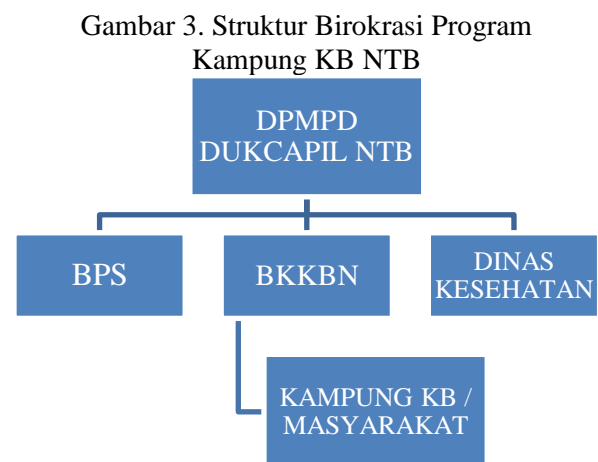 Gambar 3. Struktur Birokrasi Program
Kampung KB NTB
DPMPD
DUKCAPIL NTB
BPS
BKKBN
DINAS
KESEHATAN
KAMPUNG KB /
MASYARAKAT